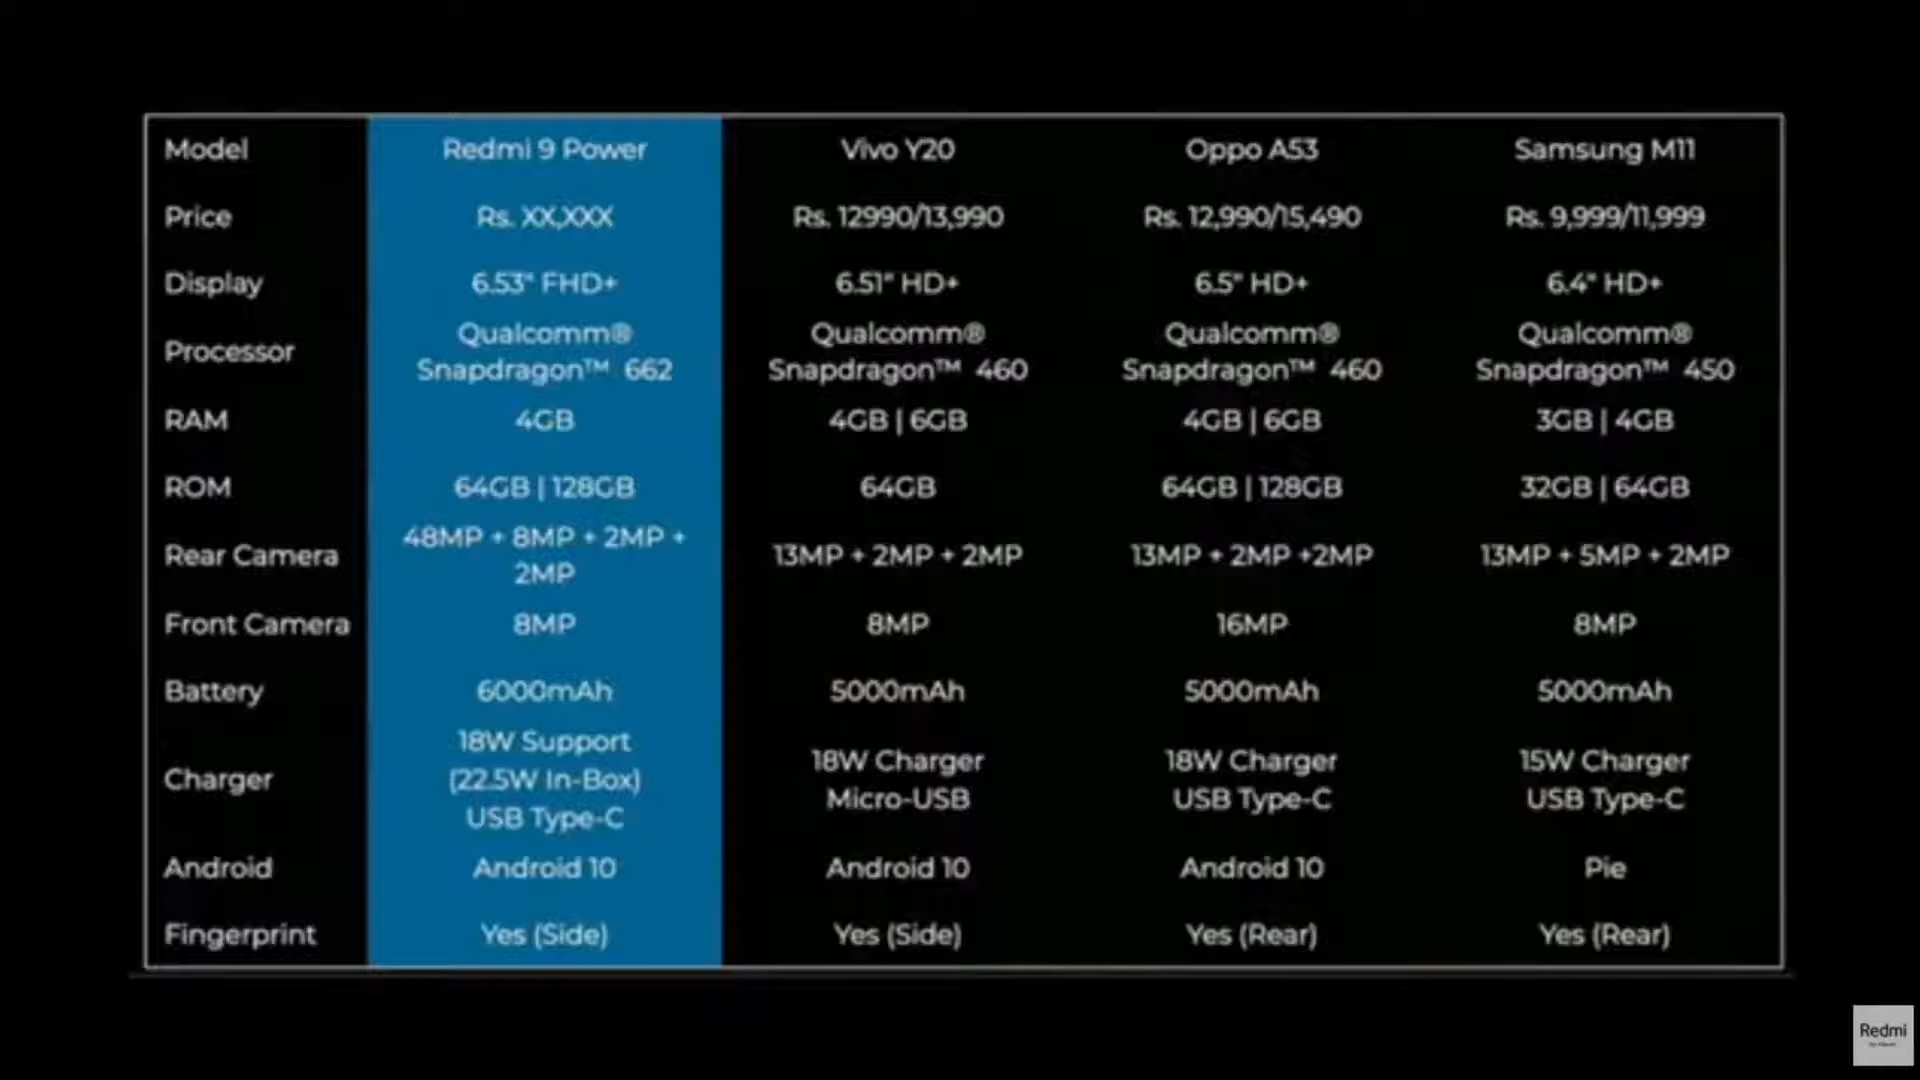 Model Redmi 9 Power Vivo Y20 Oppo A53 Samsung M11
Price Rs. XX,XXX Rs. 12990/13,990 Rs. 12,990/15,490 Rs. 9,999/11,999
Display 6.53" FHD+ 6.51" HD+ 6.5" HD+ 6.4" HD+
Processor Qualcomm® Snapdragon™ 662 Qualcomm® Snapdragon™ 460 Qualcomm® Snapdragon™ 460 Qualcomm® Snapdragon™ 450
RAM 4GB 4GB | 6GB 4GB | 6GB 3GB | 4GB
ROM 64GB | 128GB 64GB 64GB | 128GB 32GB | 64GB
Rear Camera 48MP + 8MP + 2MP + 2MP 13MP + 2MP + 2MP 13MP + 2MP +2MP 13MP + 5MP + 2MP
Front Camera 8MP 8MP 16MP 8MP
Battery 6000mAh 5000mAh 5000mAh 5000mAh
Charger 18W Support (22.5W In-Box) USB Type-C 18W Charger Micro-USB 18W Charger USB Type-C 15W Charger USB Type-C
Android Android 10 Android 10 Android 10 Pie
Fingerprint Yes (Side) Yes (Side) Yes (Rear) Yes (Rear)
Redmi